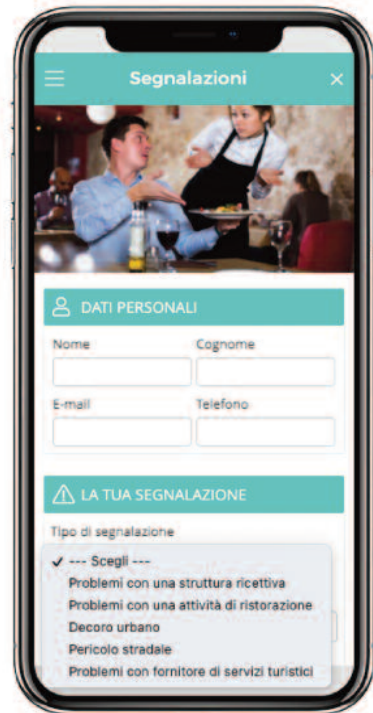 Segnalazioni
DATI PERSONALI
Nome Cognome
E-mail Telefono
LA TUA SEGNALAZIONE
Tipo di segnalazione
✓ --- Scegli ---
Problemi con una struttura ricettiva
Problemi con una attività di ristorazione
Decoro urbano
Pericolo stradale
Problemi con fornitore di servizi turistici